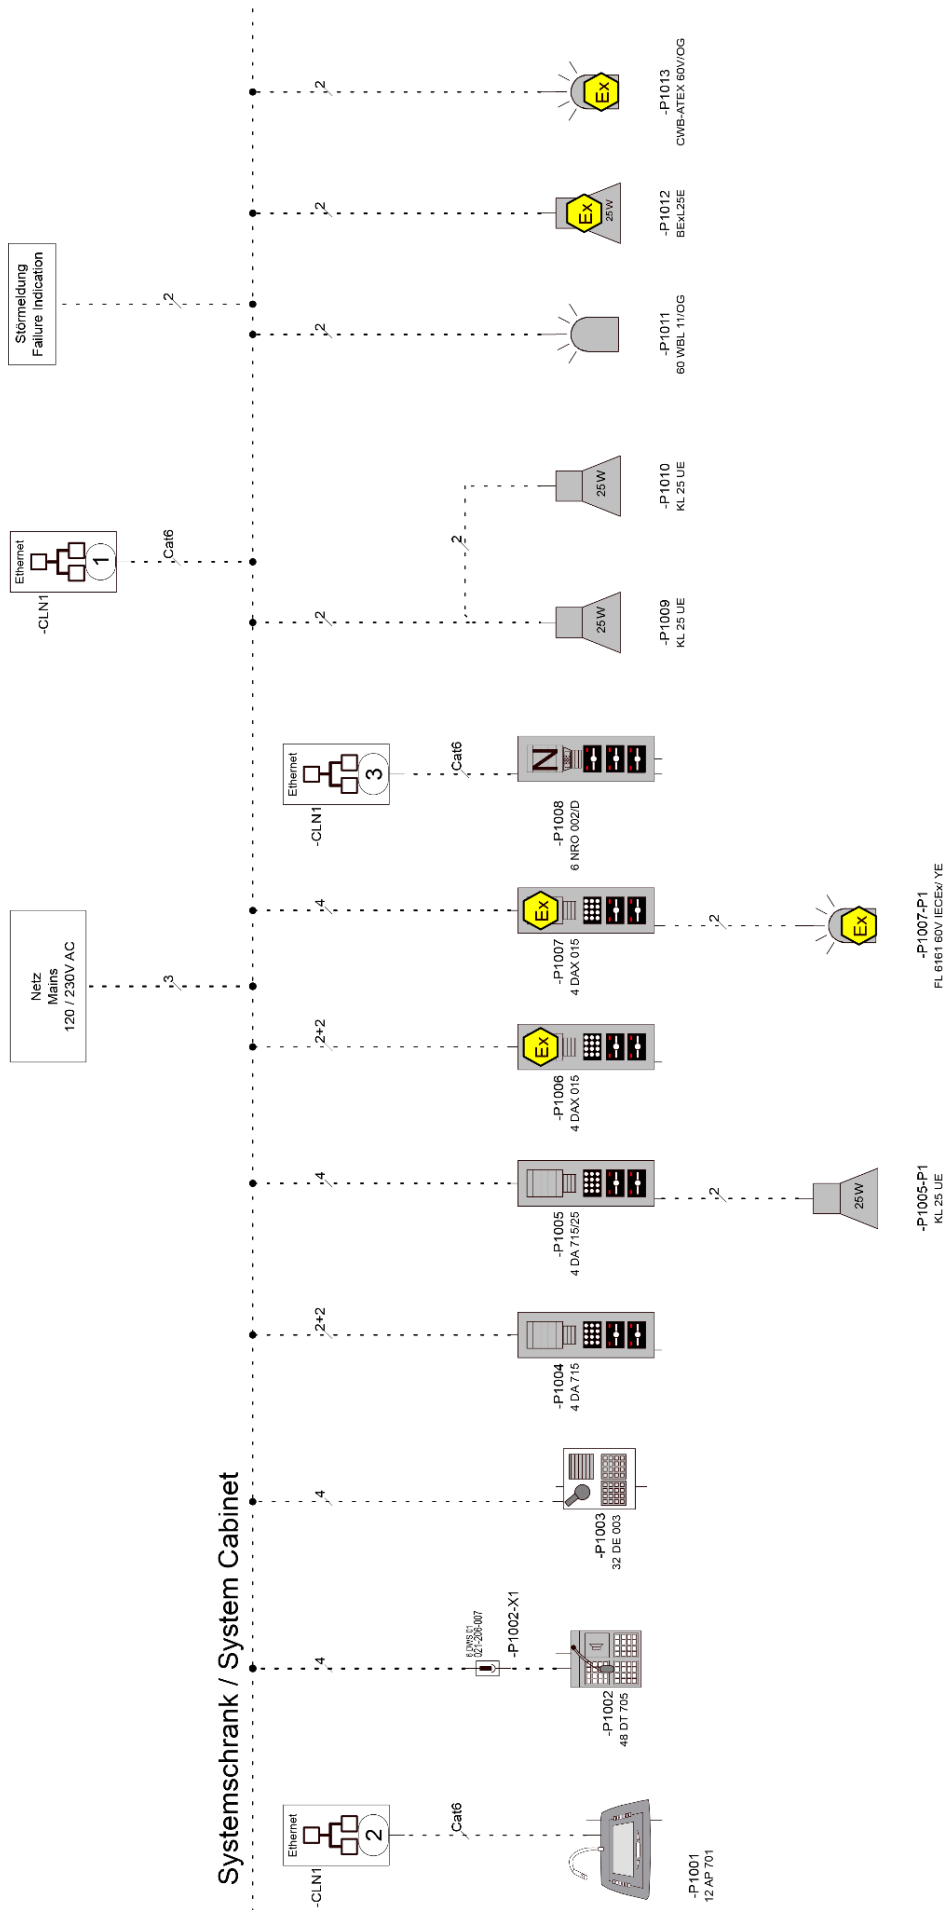 Störmeldung
Failure Indication
2
Ethernet
1
-CLN1
Cat6
Netz
Mains
120 / 230V AC
3
Systemschrank / System Cabinet
Ethernet
2
-CLN1
Cat6
-P1001
12 AP 701
4
021-206-007
-P1002-X1
-P1002
48 DT 705
4
-P1003
32 DE 003
2+2
-P1004
4 DA 715
4
-P1005
4 DA 715/25
2
25W
-P1005-P1
KL 25 UE
2+2
Ex
-P1006
4 DAX 015
4
Ex
-P1007
4 DAX 015
2
Ex
-P1007-P1
FL 6161 60V IECEx/ YE
Ethernet
3
-CLN1
Cat6
N
-P1008
6 NRO 002/D
2
25W
-P1009
KL 25 UE
2
25W
-P1010
KL 25 UE
2
-P1011
60 WBL 11/OG
2
Ex
25W
-P1012
BExL25E
2
Ex
-P1013
CWB-ATEX 60V/OG